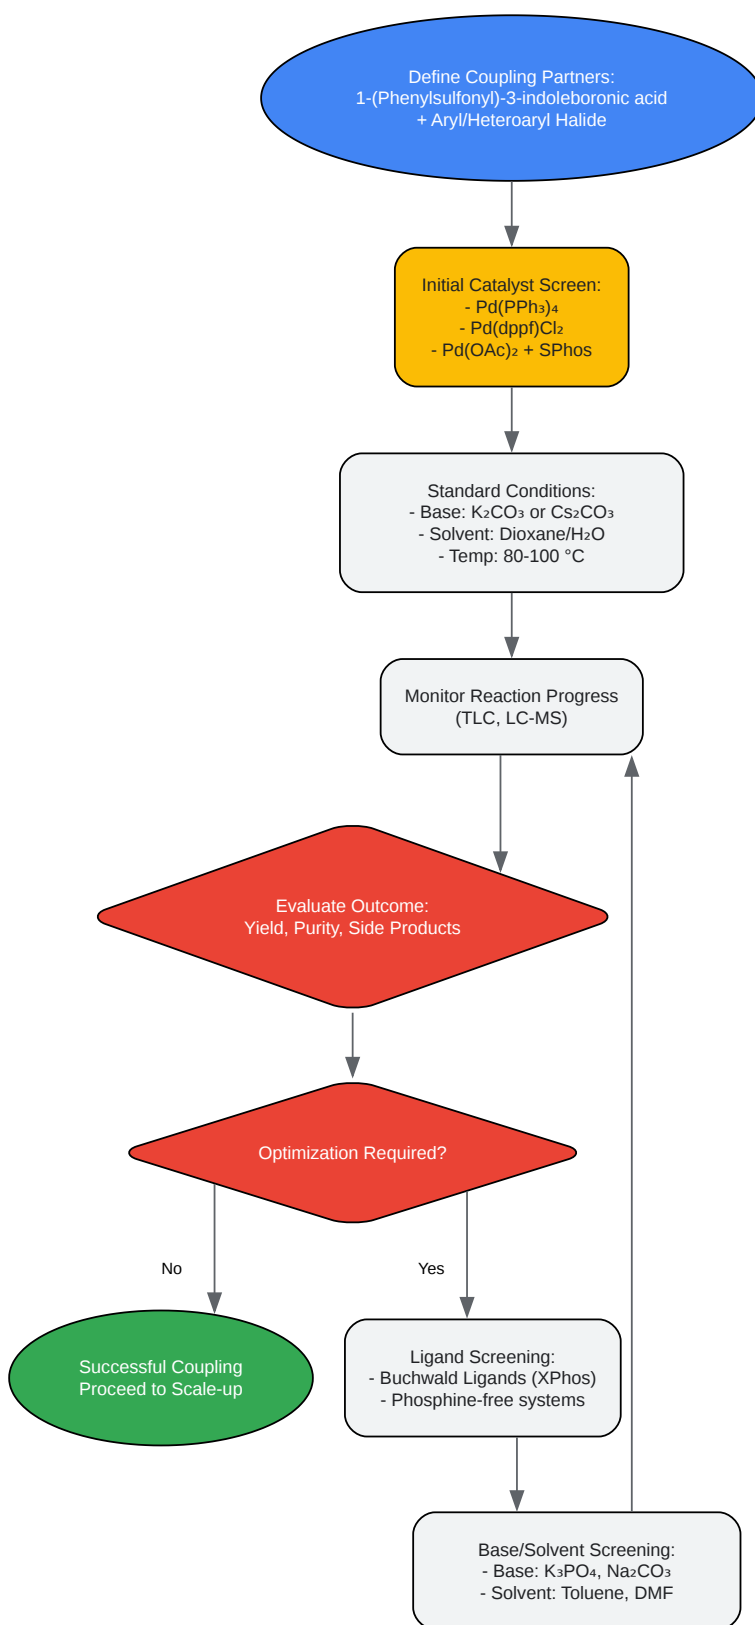 Define Coupling Partners:
1-(Phenylsulfonyl)-3-indoleboronic acid
+ Aryl/Heteroaryl Halide
Initial Catalyst Screen:
- Pd(PPh₃)₄
- Pd(dppf)Cl₂
- Pd(OAc)₂ + SPhos
Standard Conditions:
- Base: K₂CO₃ or Cs₂CO₃
- Solvent: Dioxane/H₂O
- Temp: 80-100 °C
Monitor Reaction Progress
(TLC, LC-MS)
Evaluate Outcome:
Yield, Purity, Side Products
Optimization Required?
No
Yes
Successful Coupling
Proceed to Scale-up
Ligand Screening:
- Buchwald Ligands (XPhos)
- Phosphine-free systems
Base/Solvent Screening:
- Base: K₃PO₄, Na₂CO₃
- Solvent: Toluene, DMF